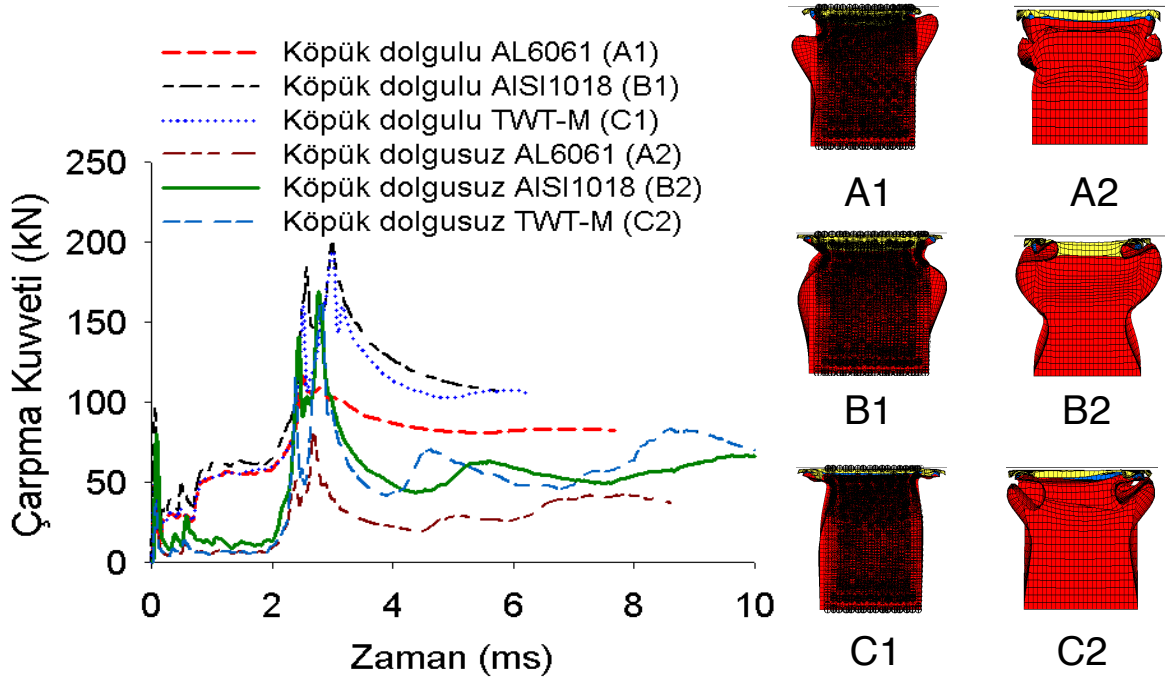 Köpük dolgulu AL6061 (A1)
Köpük dolgulu AISI1018 (B1)
Köpük dolgulu TWT-M (C1)
Köpük dolgusuz AL6061 (A2)
Köpük dolgusuz AISI1018 (B2)
Köpük dolgusuz TWT-M (C2)
Çarpma Kuvveti (kN)
250
200
150
100
50
0
0 2 4 6 8 10
Zaman (ms)
A1 A2
B1 B2
C1 C2